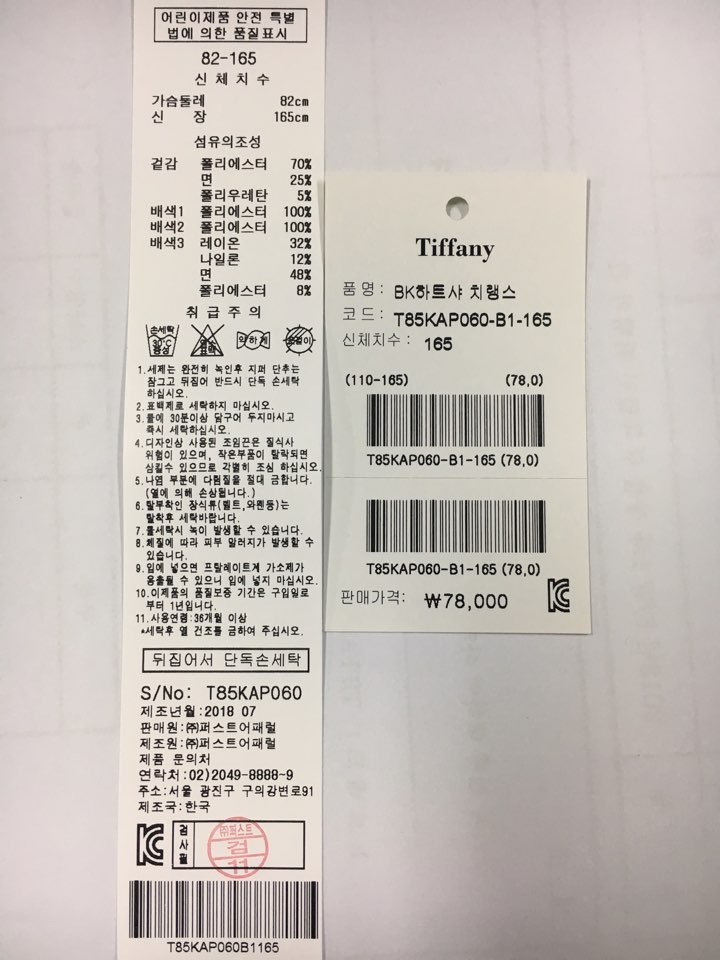 어린이제품 안전 특별
법에 의한 품질표시
82-165
신 체 치 수
가슴둘레 82cm
신 장 165cm
섬유의조성
겉감 폴리에스터 70%
면 25%
폴리우레탄 5%
배색1 폴리에스터 100%
배색2 폴리에스터 100%
배색3 레이온 32%
나일론 12%
면 48%
폴리에스터 8%
취 급 주 의
손세탁 30℃ 중성
염소 표백
약하게
손걸이
1.세제는 완전히 녹인후 지퍼 단추는
잠그고 뒤집어 반드시 단독 손세탁
하십시오.
2.표백제로 세탁하지 마십시오.
3.물에 30분이상 담구어 두지마시고
즉시 세탁하십시오.
4.디자인상 사용된 조임끈은 질식사
위험이 있으며, 작은부품이 탈락되면
삼킬수 있으므로 각별히 조심 하십시오.
5.나염 부분에 다림질을 절대 금합니다.
(열에 의해 손상됩니다.)
6.탈부착인 장식류(벨트,와펜등)는
탈착후 세탁바랍니다.
7.물세탁시 녹이 발생할 수 있습니다.
8.체질에 따라 피부 알러지가 발생할 수
있습니다.
9.입에 넣으면 프탈레이트계 가소제가
용출될 수 있으니 입에 넣지 마십시오.
10.이제품의 품질보증 기간은 구입일로
부터 1년입니다.
11.사용연령:36개월 이상
*세탁후 열 건조를 금하여 주십시오.
뒤집어서 단독손세탁
S/No: T85KAP060
제조년월:2018 07
판매원:㈜퍼스트어패럴
제조원:㈜퍼스트어패럴
제품 문의처
연락처:02)2049-8888~9
주소:서울 광진구 구의강변로91
제조국:한국
KC 검사필
㈜퍼스트
검
11
T85KAP060B1165
Tiffany
품 명: BK하트샤 치랭스
코 드: T85KAP060-B1-165
신체치수: 165
(110-165) (78,0)
T85KAP060-B1-165 (78,0)
T85KAP060-B1-165 (78,0)
판매가격: ₩78,000 KC